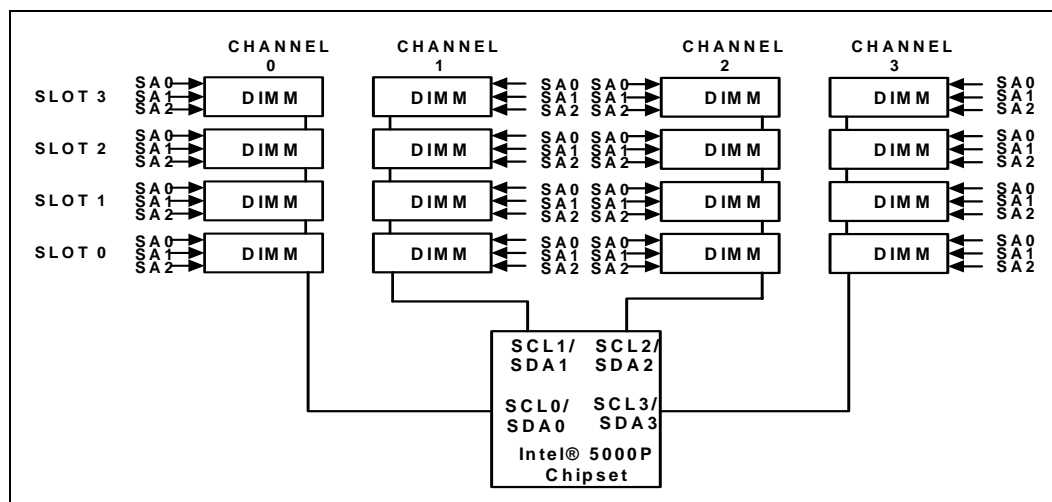 CHANNEL 0
CHANNEL 1
CHANNEL 2
CHANNEL 3
SLOT 3
SA0
SA1
SA2
DIMM
DIMM
SA0 SA0
SA1 SA1
SA2 SA2
DIMM
DIMM
SA0
SA1
SA2
SLOT 2
SA0
SA1
SA2
DIMM
DIMM
SA0 SA0
SA1 SA1
SA2 SA2
DIMM
DIMM
SA0
SA1
SA2
SLOT 1
SA0
SA1
SA2
DIMM
DIMM
SA0 SA0
SA1 SA1
SA2 SA2
DIMM
DIMM
SA0
SA1
SA2
SLOT 0
SA0
SA1
SA2
DIMM
DIMM
SA0 SA0
SA1 SA1
SA2 SA2
DIMM
DIMM
SA0
SA1
SA2
SCL1/
SDA1
SCL2/
SDA2
SCL0/
SDA0
SCL3/
SDA3
Intel® 5000P
Chipset